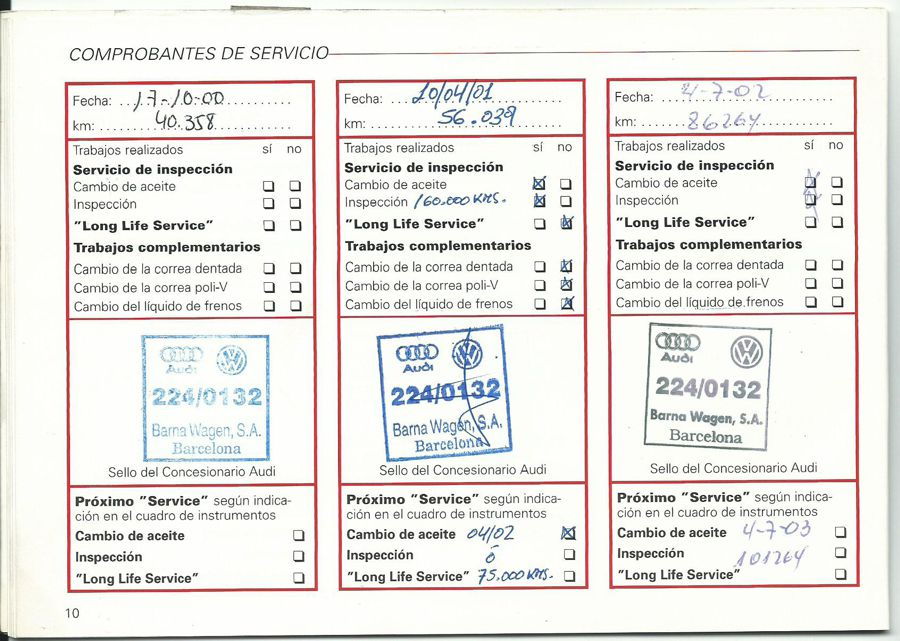 COMPROBANTES DE SERVICIO
Fecha: 17-10-00
km: 40.358
Trabajos realizados sí no
Servicio de inspección
Cambio de aceite
Inspección
"Long Life Service"
Trabajos complementarios
Cambio de la correa dentada
Cambio de la correa poli-V
Cambio del líquido de frenos
Audi
224/0132
Barna Wagen, S.A.
Barcelona
Sello del Concesionario Audi
Próximo "Service" según indica-
ción en el cuadro de instrumentos
Cambio de aceite
Inspección
"Long Life Service"
Fecha: 20/04/01
km: 56.039
Trabajos realizados sí no
Servicio de inspección
Cambio de aceite
Inspección /60.000 KMS.
"Long Life Service"
Trabajos complementarios
Cambio de la correa dentada
Cambio de la correa poli-V
Cambio del líquido de frenos
Audi
224/0132
Barna Wagen, S.A.
Barcelona
Sello del Concesionario Audi
Próximo "Service" según indica-
ción en el cuadro de instrumentos
Cambio de aceite 04/02
Inspección ó
"Long Life Service" 75.000 KMS.
Fecha: 4-7-02
km: 86264
Trabajos realizados sí no
Servicio de inspección
Cambio de aceite
Inspección
"Long Life Service"
Trabajos complementarios
Cambio de la correa dentada
Cambio de la correa poli-V
Cambio del líquido de frenos
Audi
224/0132
Barna Wagen, S.A.
Barcelona
Sello del Concesionario Audi
Próximo "Service" según indica-
ción en el cuadro de instrumentos
Cambio de aceite 4-7-03
Inspección 101264
"Long Life Service"
10